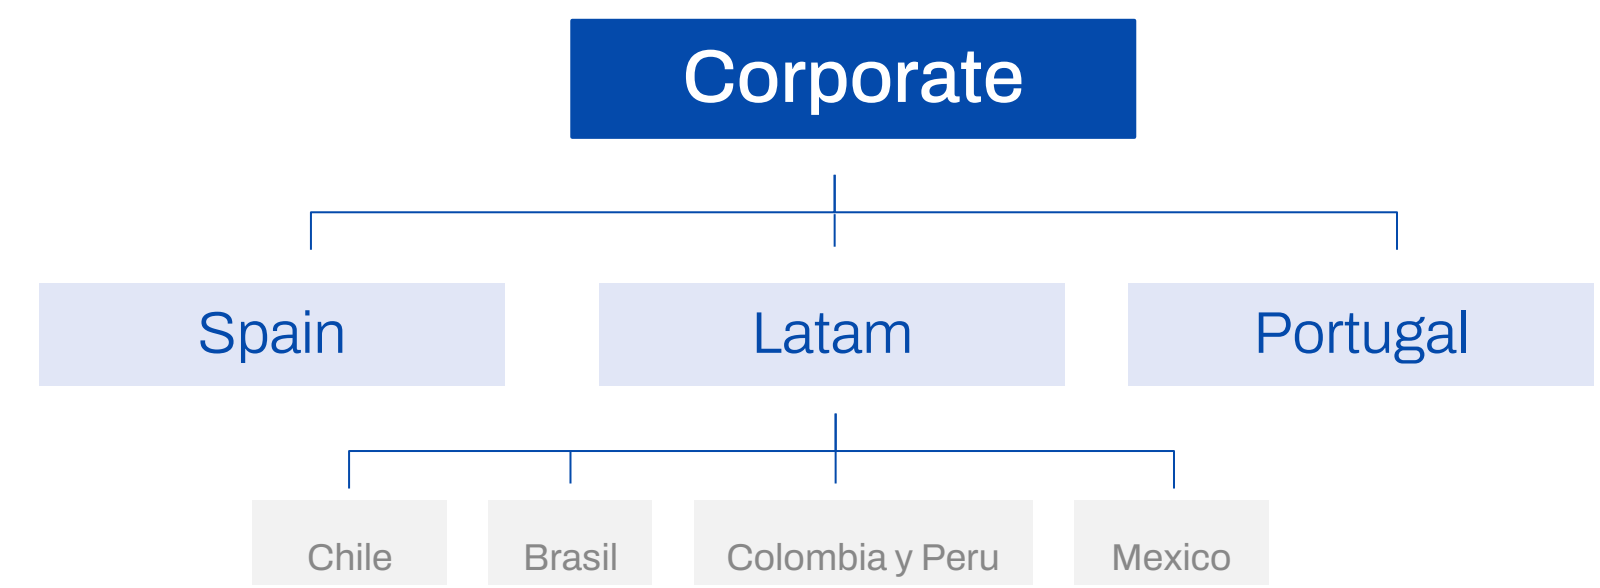 Corporate
Spain
Latam
Portugal
Chile
Brasil
Colombia y Peru
Mexico